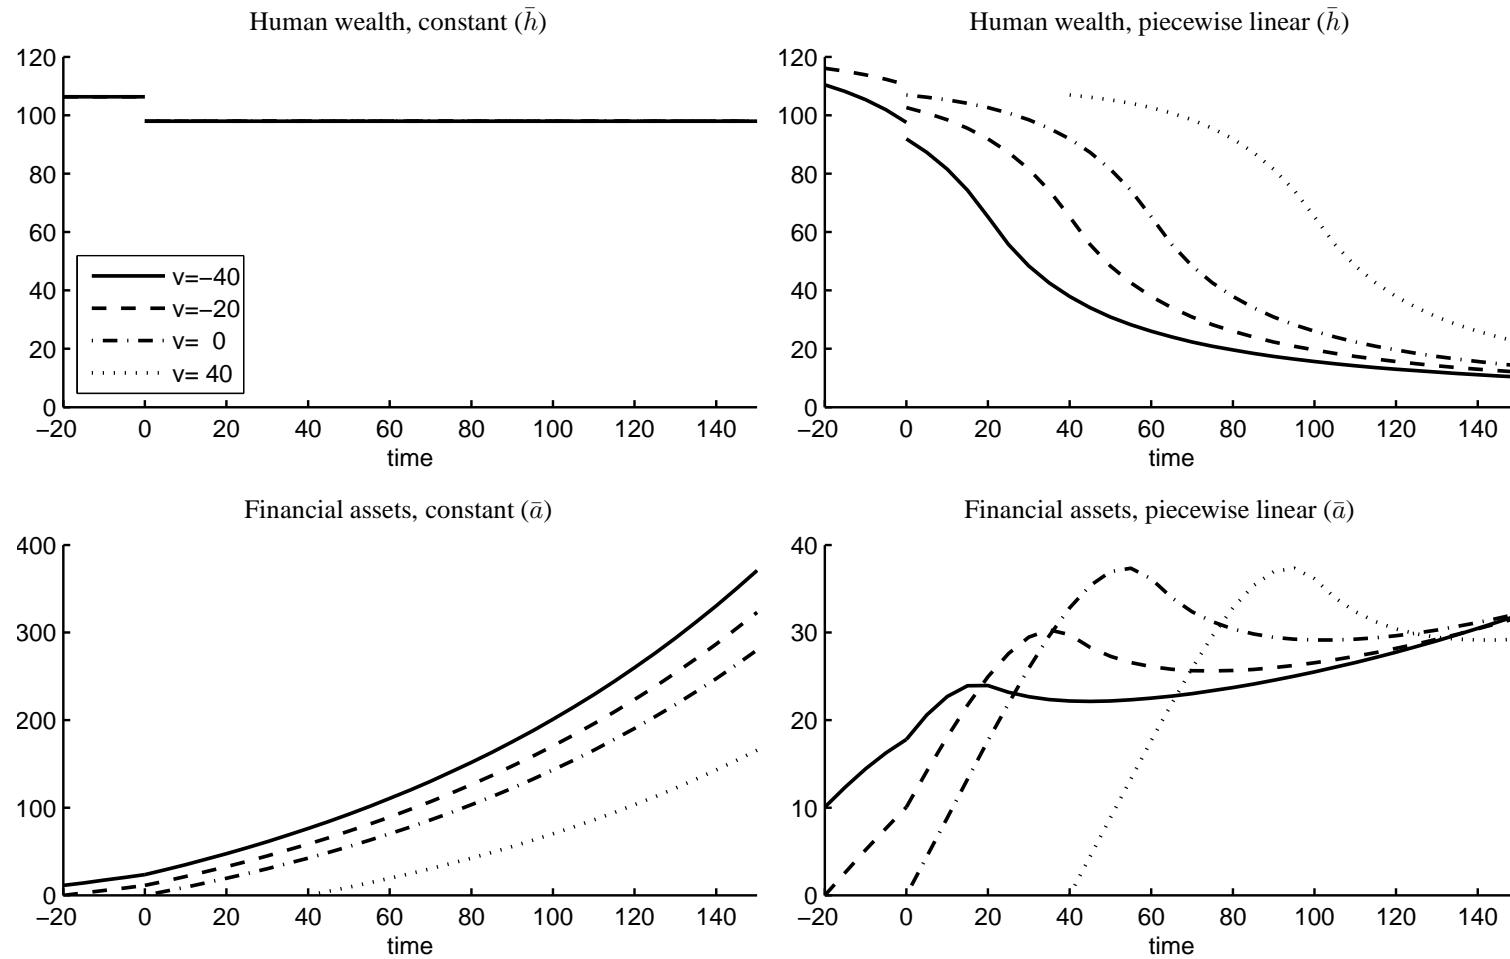 Human wealth, constant (h̄)
120
100
80
60
40
20
0
v=−40
v=−20
v= 0
v= 40
−20 0 20 40 60 80 100 120 140
time
Human wealth, piecewise linear (h̄)
120
100
80
60
40
20
0
−20 0 20 40 60 80 100 120 140
time
Financial assets, constant (ā)
400
300
200
100
0
−20 0 20 40 60 80 100 120 140
time
Financial assets, piecewise linear (ā)
40
30
20
10
0
−20 0 20 40 60 80 100 120 140
time